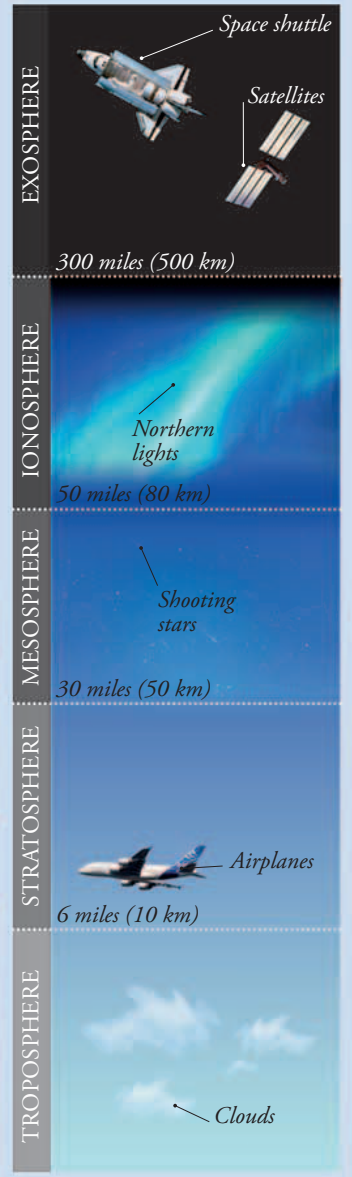 EXOSPHERE
Space shuttle
Satellites
300 miles (500 km)
IONOSPHERE
Northern
lights
50 miles (80 km)
MESOSPHERE
Shooting
stars
30 miles (50 km)
STRATOSPHERE
Airplanes
6 miles (10 km)
TROPOSPHERE
Clouds